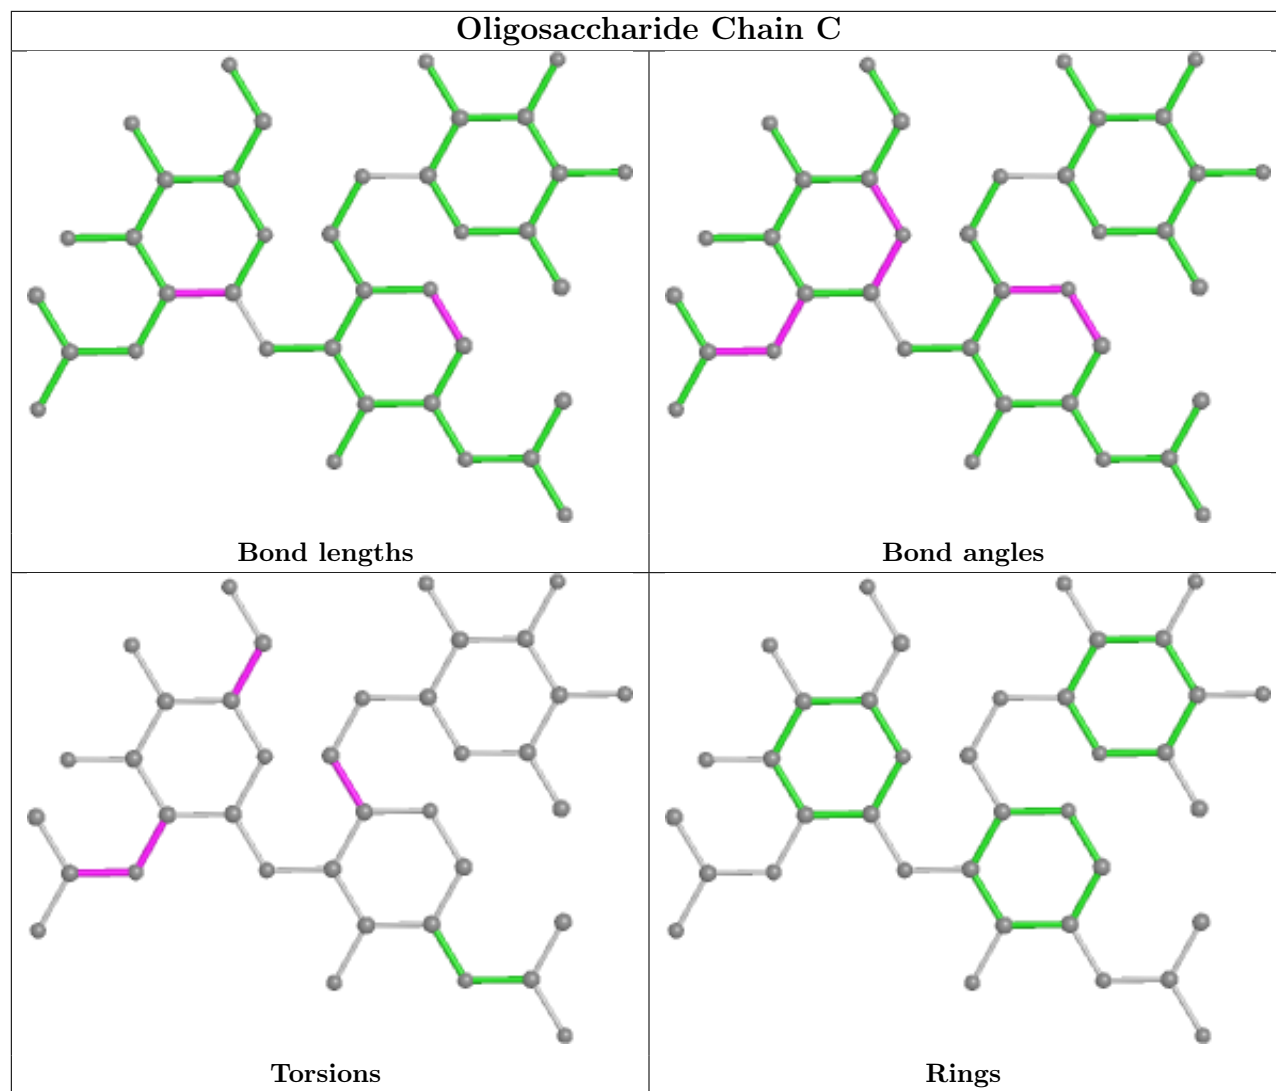 Oligosaccharide Chain C
Bond lengths
Bond angles
Torsions
Rings